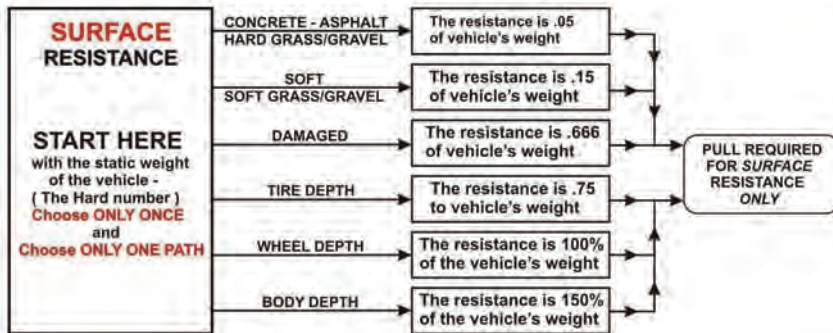 SURFACE
RESISTANCE
START HERE
with the static weight
of the vehicle -
( The Hard number )
Choose ONLY ONCE
and
Choose ONLY ONE PATH
CONCRETE - ASPHALT
HARD GRASS/GRAVEL
The resistance is .05
of vehicle's weight
SOFT
SOFT GRASS/GRAVEL
The resistance is .15
of vehicle's weight
DAMAGED
The resistance is .666
of vehicle's weight
TIRE DEPTH
The resistance is .75
to vehicle's weight
WHEEL DEPTH
The resistance is 100%
of the vehicle's weight
BODY DEPTH
The resistance is 150%
of the vehicle's weight
PULL REQUIRED
FOR SURFACE
RESISTANCE
ONLY